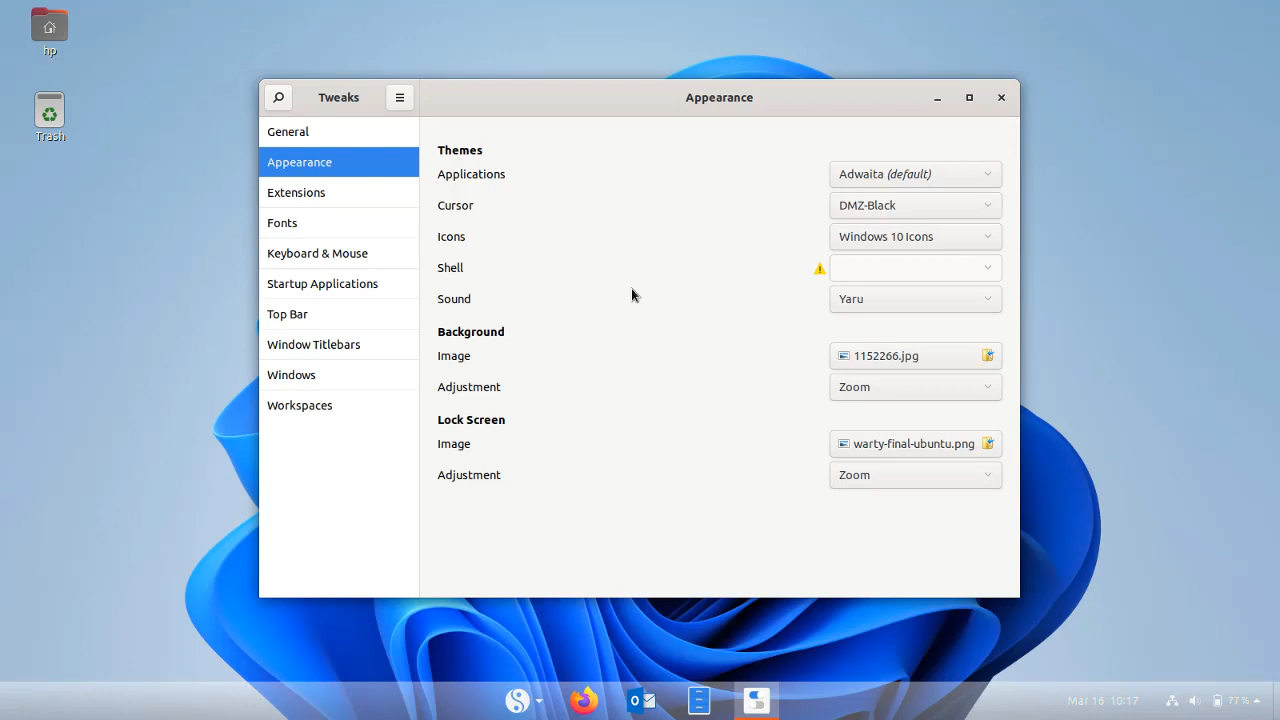 hp
Trash
Tweaks
Appearance
General
Appearance
Extensions
Fonts
Keyboard & Mouse
Startup Applications
Top Bar
Window Titlebars
Windows
Workspaces
Themes
Applications Adwaita (default)
Cursor DMZ-Black
Icons Windows 10 Icons
Shell
Sound Yaru
Background
Image 1152266.jpg
Adjustment Zoom
Lock Screen
Image warty-final-ubuntu.png
Adjustment Zoom
Mar 16 10:17 77%